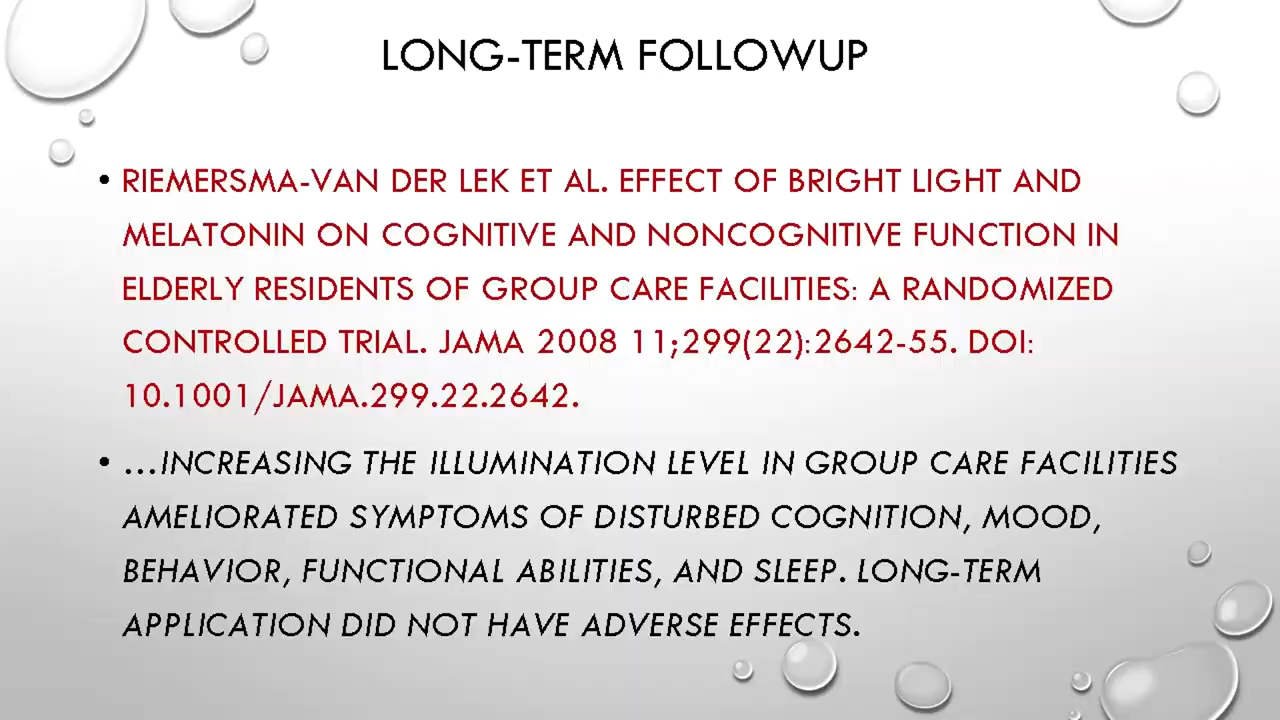 LONG-TERM FOLLOWUP
• RIEMERSMA-VAN DER LEK ET AL. EFFECT OF BRIGHT LIGHT AND
MELATONIN ON COGNITIVE AND NONCOGNITIVE FUNCTION IN
ELDERLY RESIDENTS OF GROUP CARE FACILITIES: A RANDOMIZED
CONTROLLED TRIAL. JAMA 2008 11;299(22):2642-55. DOI:
10.1001/JAMA.299.22.2642.
• ...INCREASING THE ILLUMINATION LEVEL IN GROUP CARE FACILITIES
AMELIORATED SYMPTOMS OF DISTURBED COGNITION, MOOD,
BEHAVIOR, FUNCTIONAL ABILITIES, AND SLEEP. LONG-TERM
APPLICATION DID NOT HAVE ADVERSE EFFECTS.